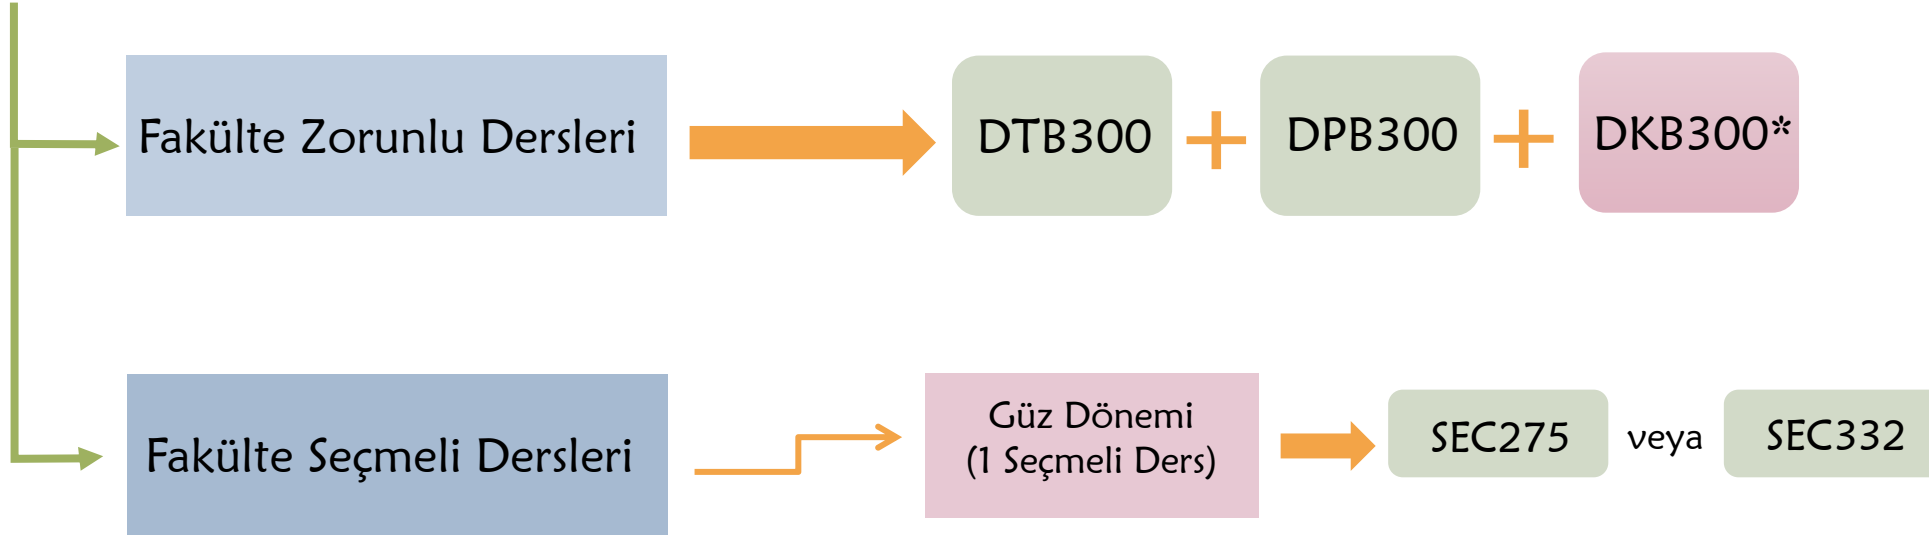 Fakülte Zorunlu Dersleri DTB300 + DPB300 + DKB300*
Fakülte Seçmeli Dersleri
Güz Dönemi
(1 Seçmeli Ders)
SEC275 veya SEC332